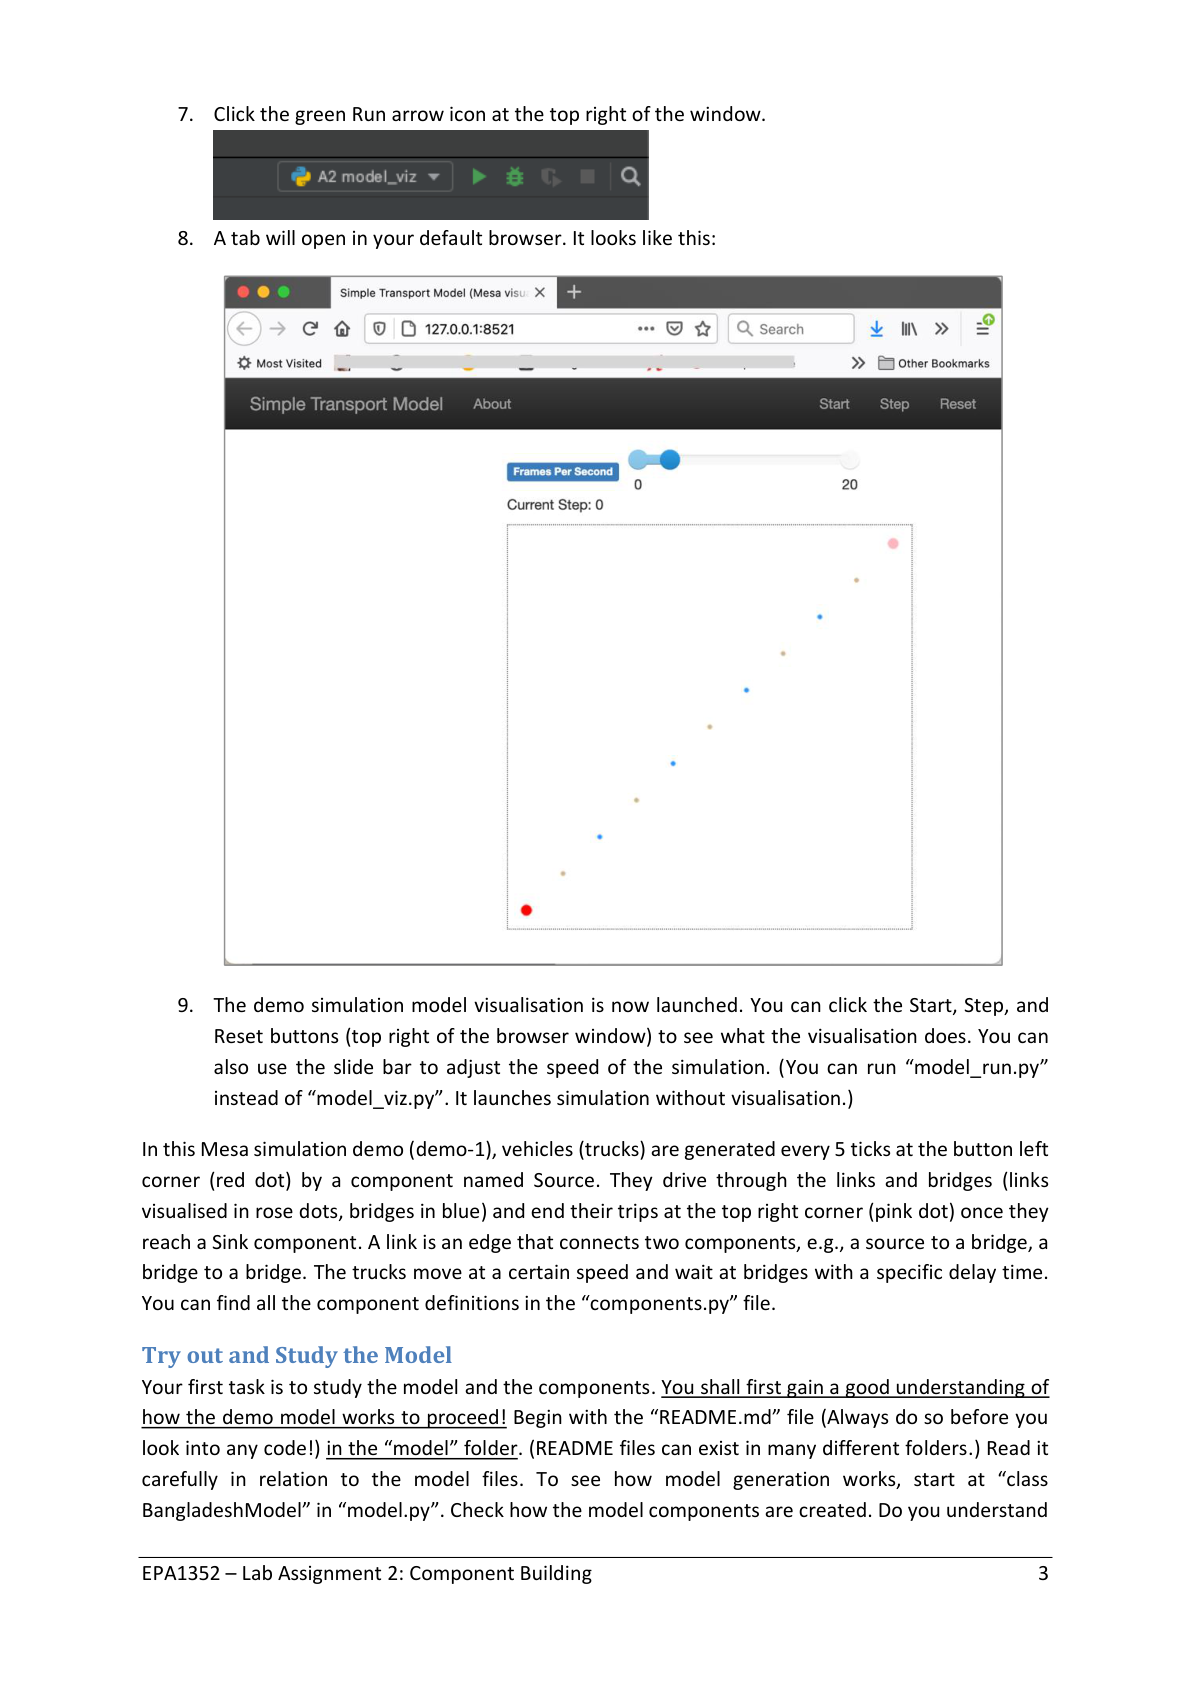 7. Click the green Run arrow icon at the top right of the window.
A2 model_viz
8. A tab will open in your default browser. It looks like this:
Simple Transport Model (Mesa visu
127.0.0.1:8521
Search
Most Visited
Other Bookmarks
Simple Transport Model About Start Step Reset
Frames Per Second
0 20
Current Step: 0
9. The demo simulation model visualisation is now launched. You can click the Start, Step, and
Reset buttons (top right of the browser window) to see what the visualisation does. You can
also use the slide bar to adjust the speed of the simulation. (You can run “model_run.py”
instead of “model_viz.py”. It launches simulation without visualisation.)
In this Mesa simulation demo (demo-1), vehicles (trucks) are generated every 5 ticks at the button left
corner (red dot) by a component named Source. They drive through the links and bridges (links
visualised in rose dots, bridges in blue) and end their trips at the top right corner (pink dot) once they
reach a Sink component. A link is an edge that connects two components, e.g., a source to a bridge, a
bridge to a bridge. The trucks move at a certain speed and wait at bridges with a specific delay time.
You can find all the component definitions in the “components.py” file.
Try out and Study the Model
Your first task is to study the model and the components. You shall first gain a good understanding of
how the demo model works to proceed! Begin with the “README.md” file (Always do so before you
look into any code!) in the “model” folder. (README files can exist in many different folders.) Read it
carefully in relation to the model files. To see how model generation works, start at “class
BangladeshModel” in “model.py”. Check how the model components are created. Do you understand
EPA1352 – Lab Assignment 2: Component Building 3